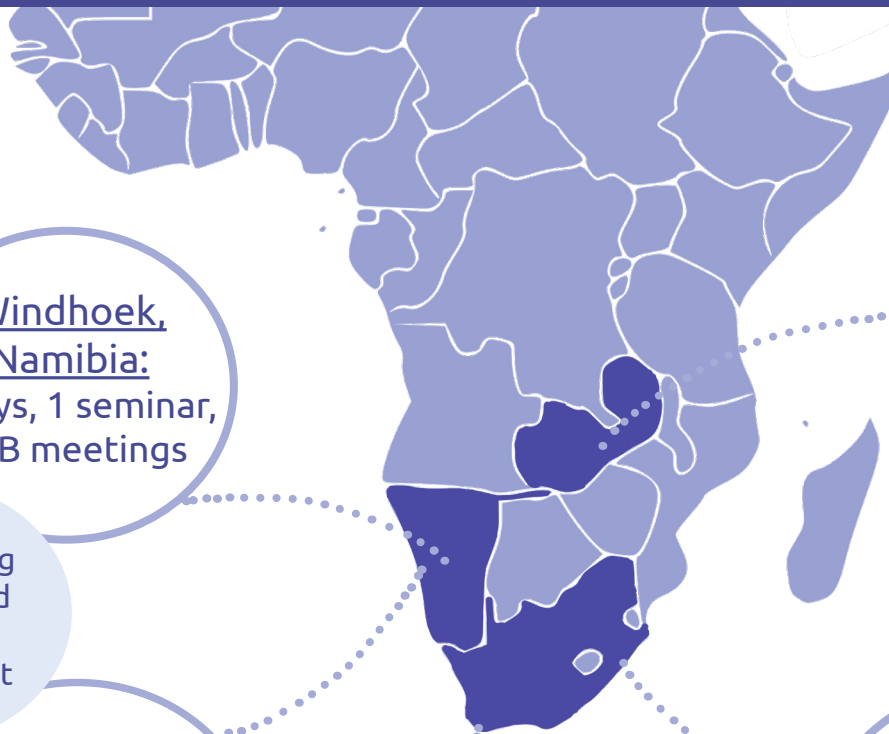 Windhoek,
Namibia:
ys, 1 seminar,
B meetings
g
d
t